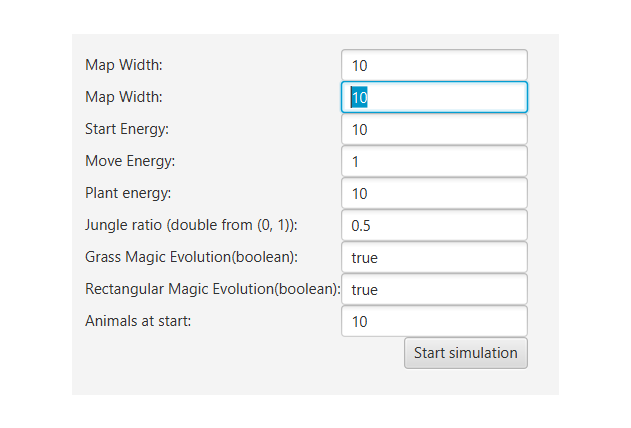 Map Width: 10
Map Width: 10
Start Energy: 10
Move Energy: 1
Plant energy: 10
Jungle ratio (double from (0, 1)): 0.5
Grass Magic Evolution(boolean): true
Rectangular Magic Evolution(boolean): true
Animals at start: 10
Start simulation